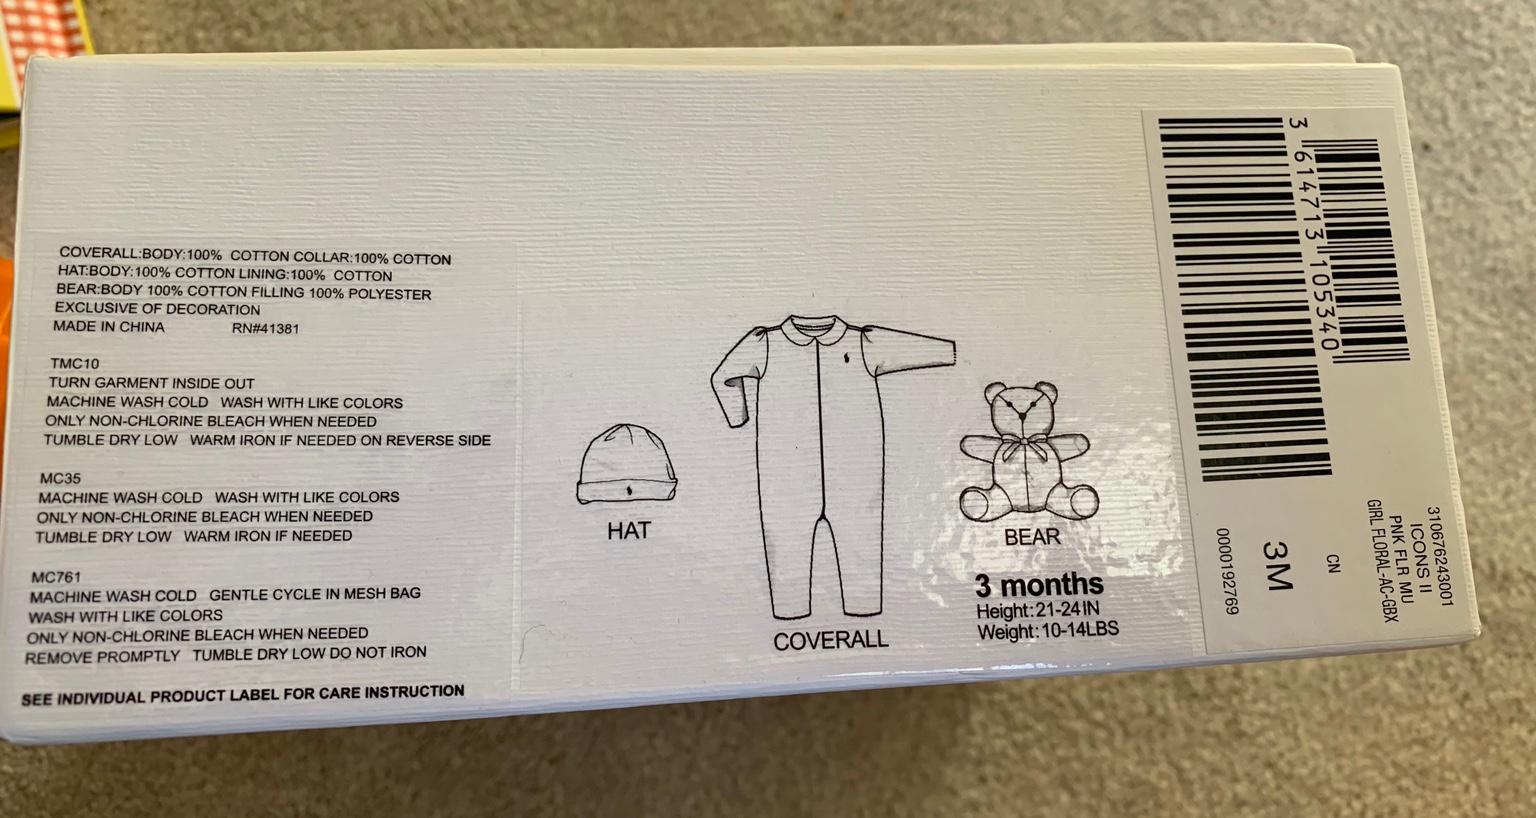 COVERALL:BODY:100% COTTON COLLAR:100% COTTON
HAT:BODY:100% COTTON LINING:100% COTTON
BEAR:BODY 100% COTTON FILLING 100% POLYESTER
EXCLUSIVE OF DECORATION
MADE IN CHINA RN#41381
TMC10
TURN GARMENT INSIDE OUT
MACHINE WASH COLD WASH WITH LIKE COLORS
ONLY NON-CHLORINE BLEACH WHEN NEEDED
TUMBLE DRY LOW WARM IRON IF NEEDED ON REVERSE SIDE
MC35
MACHINE WASH COLD WASH WITH LIKE COLORS
ONLY NON-CHLORINE BLEACH WHEN NEEDED
TUMBLE DRY LOW WARM IRON IF NEEDED
MC761
MACHINE WASH COLD GENTLE CYCLE IN MESH BAG
WASH WITH LIKE COLORS
ONLY NON-CHLORINE BLEACH WHEN NEEDED
REMOVE PROMPTLY TUMBLE DRY LOW DO NOT IRON
SEE INDIVIDUAL PRODUCT LABEL FOR CARE INSTRUCTION
HAT
COVERALL
BEAR
3 months
Height:21-24IN
Weight:10-14LBS
3 614713 105340
310676243001
ICONS II
PNK FLR MU
GIRL FLORAL-AC-GBX
CN
3M
0000192769